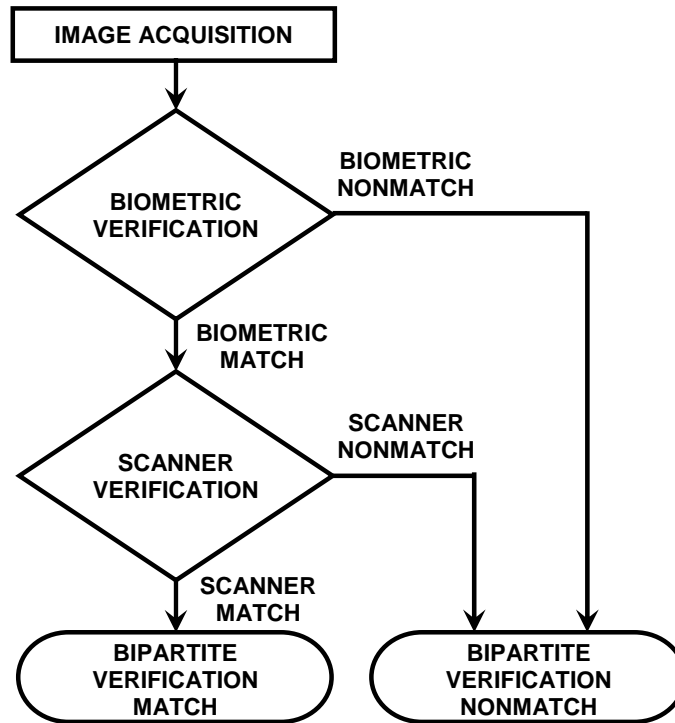 IMAGE ACQUISITION
BIOMETRIC
NONMATCH
BIOMETRIC
VERIFICATION
BIOMETRIC
MATCH
SCANNER
NONMATCH
SCANNER
VERIFICATION
SCANNER
MATCH
BIPARTITE
VERIFICATION
MATCH
BIPARTITE
VERIFICATION
NONMATCH